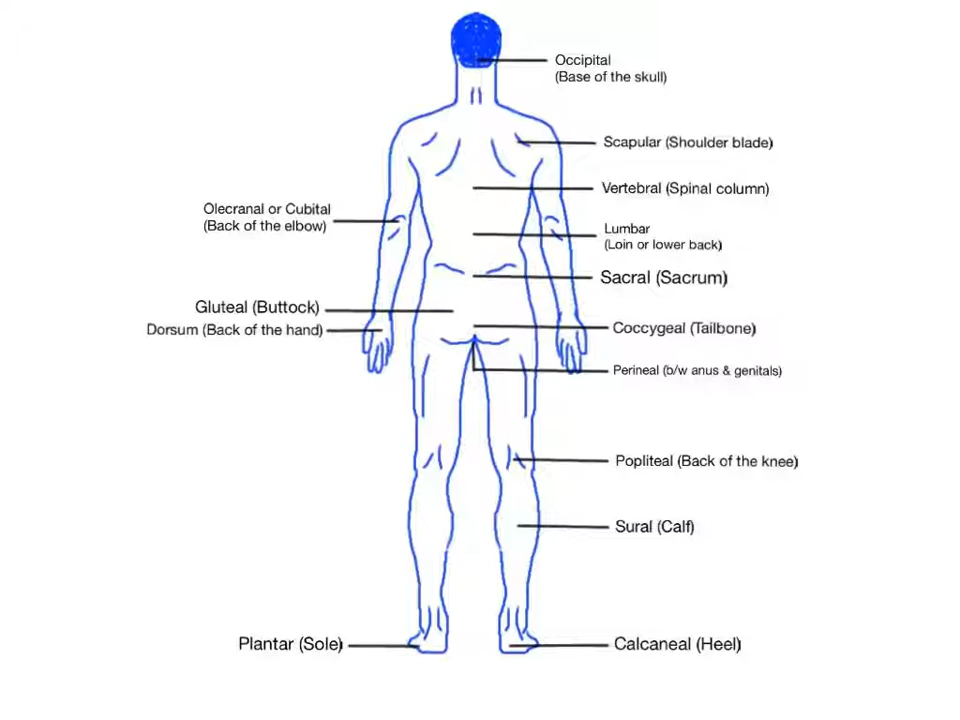 Occipital
(Base of the skull)
Scapular (Shoulder blade)
Vertebral (Spinal column)
Olecranal or Cubital
(Back of the elbow)
Lumbar
(Loin or lower back)
Sacral (Sacrum)
Gluteal (Buttock)
Dorsum (Back of the hand)
Coccygeal (Tailbone)
Perineal (b/w anus & genitals)
Popliteal (Back of the knee)
Sural (Calf)
Plantar (Sole)
Calcaneal (Heel)